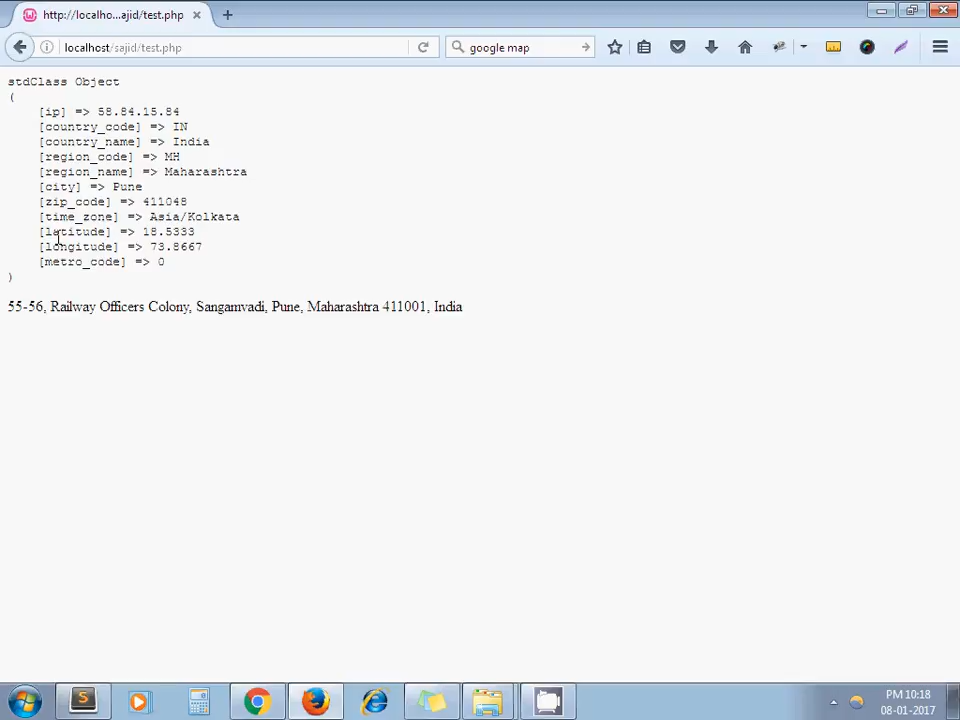 http://localho...ajid/test.php
localhost/sajid/test.php
google map
stdClass Object
(
[ip] => 58.84.15.84
[country_code] => IN
[country_name] => India
[region_code] => MH
[region_name] => Maharashtra
[city] => Pune
[zip_code] => 411048
[time_zone] => Asia/Kolkata
[latitude] => 18.5333
[longitude] => 73.8667
[metro_code] => 0
)
55-56, Railway Officers Colony, Sangamvadi, Pune, Maharashtra 411001, India
PM 10:18
08-01-2017